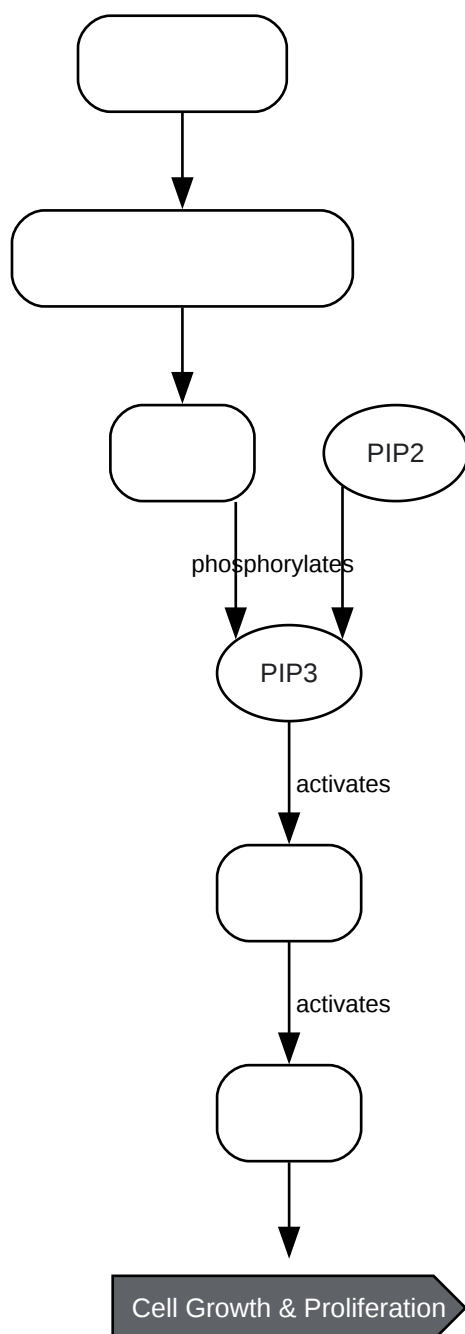 PIP2
phosphorylates
PIP3
activates
activates
Cell Growth & Proliferation